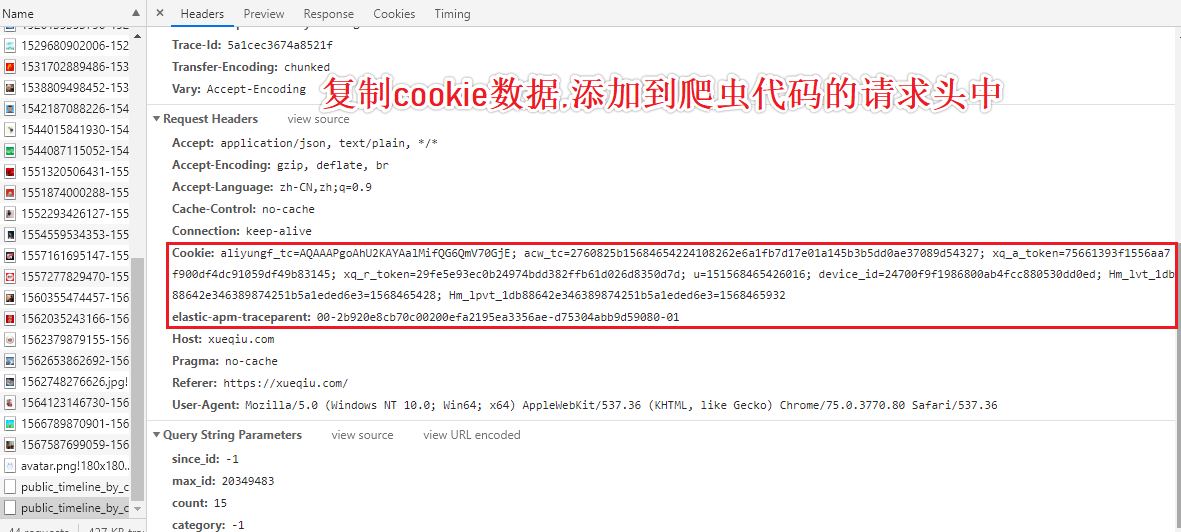 Name
Headers Preview Response Cookies Timing
1529680902006-152
1531702889486-153
1538809498452-153
1542187088226-154
1544015841930-154
1544087115052-154
1551320506431-155
1551874000288-155
1552293426127-155
1554559534353-155
1557161695147-155
1557277829470-155
1560355474457-156
1562035243166-156
1562379879155-156
1562653862692-156
1562748276626.jpg!
1564123146730-156
1566789870901-156
1567587699059-156
avatar.png!180x180..
public_timeline_by_c
public_timeline_by_c
Trace-Id: 5a1cec3674a8521f
Transfer-Encoding: chunked
Vary: Accept-Encoding
复制cookie数据,添加到爬虫代码的请求头中
Request Headers view source
Accept: application/json, text/plain, */*
Accept-Encoding: gzip, deflate, br
Accept-Language: zh-CN,zh;q=0.9
Cache-Control: no-cache
Connection: keep-alive
Cookie: aliyungf_tc=AQAAAPgoAhU2KAYAalMifQG6QmV70GjE; acw_tc=2760825b15684654224108262e6a1fb7d17e01a145b3b5dd0ae37089d54327; xq_a_token=75661393f1556aa7
f900df4dc91059df49b83145; xq_r_token=29fe5e93ec0b24974bdd382ffb61d026d8350d7d; u=151568465426016; device_id=24700f9f1986800ab4fcc880530dd0ed; Hm_lvt_1db
88642e346389874251b5a1eded6e3=1568465428; Hm_lpvt_1db88642e346389874251b5a1eded6e3=1568465932
elastic-apm-traceparent: 00-2b920e8cb70c00200efa2195ea3356ae-d75304abb9d59080-01
Host: xueqiu.com
Pragma: no-cache
Referer: https://xueqiu.com/
User-Agent: Mozilla/5.0 (Windows NT 10.0; Win64; x64) AppleWebKit/537.36 (KHTML, like Gecko) Chrome/75.0.3770.80 Safari/537.36
Query String Parameters view source view URL encoded
since_id: -1
max_id: 20349483
count: 15
category: -1